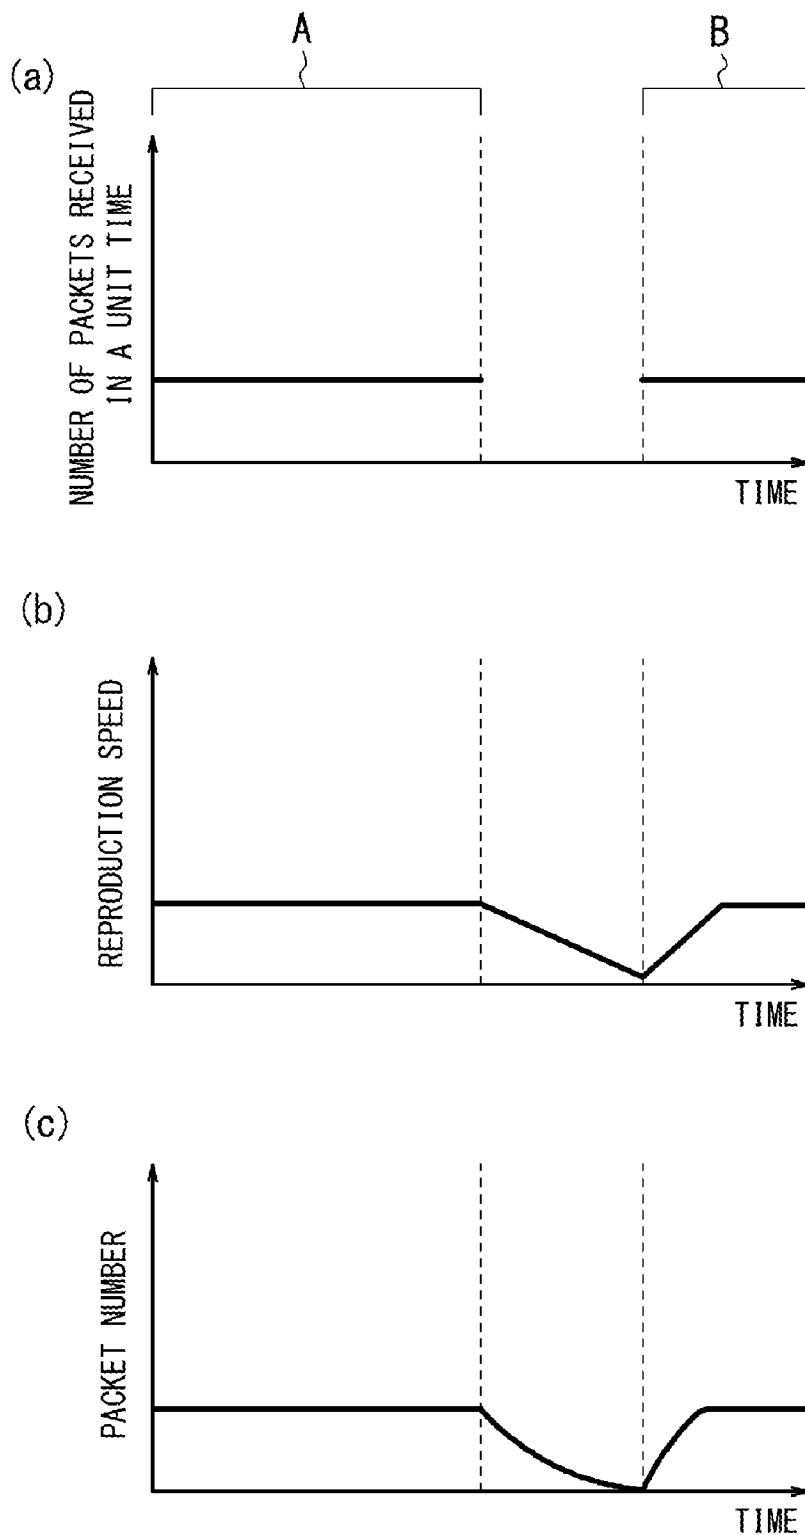 A
B
(a)
NUMBER OF PACKETS RECEIVED
IN A UNIT TIME
TIME
(b)
REPRODUCTION SPEED
TIME
(c)
PACKET NUMBER
TIME